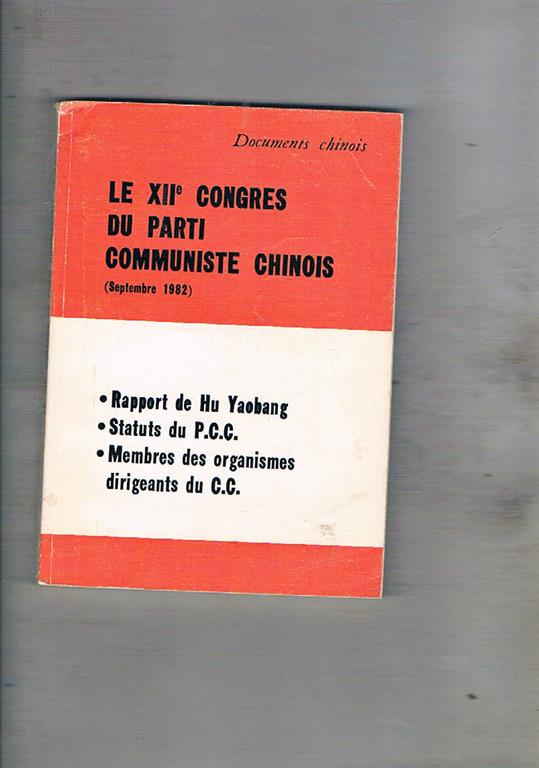 Documents chinois
LE XIIe CONGRES
DU PARTI
COMMUNISTE CHINOIS
(Septembre 1982)
• Rapport de Hu Yaobang
• Statuts du P.C.C.
• Membres des organismes
dirigeants du C.C.